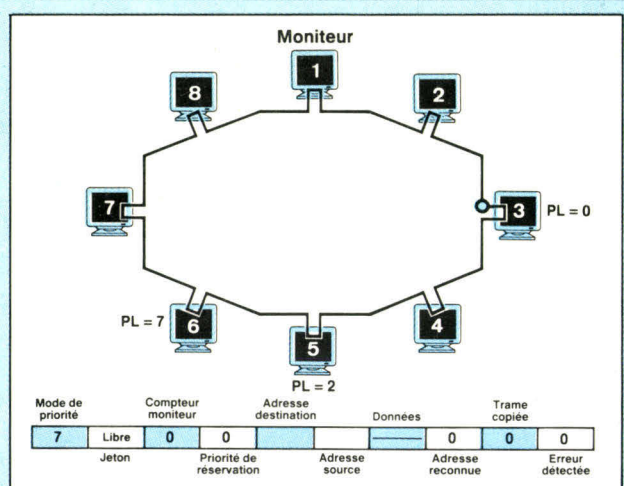 Moniteur
1
8
2
7
3
PL = 0
PL = 7
6
4
5
PL = 2
Mode de priorité
Compteur moniteur
Adresse destination
Données
Trame copiée
7
Libre
0
0
0
0
0
Jeton
Priorité de réservation
Adresse source
Adresse reconnue
Erreur détectée